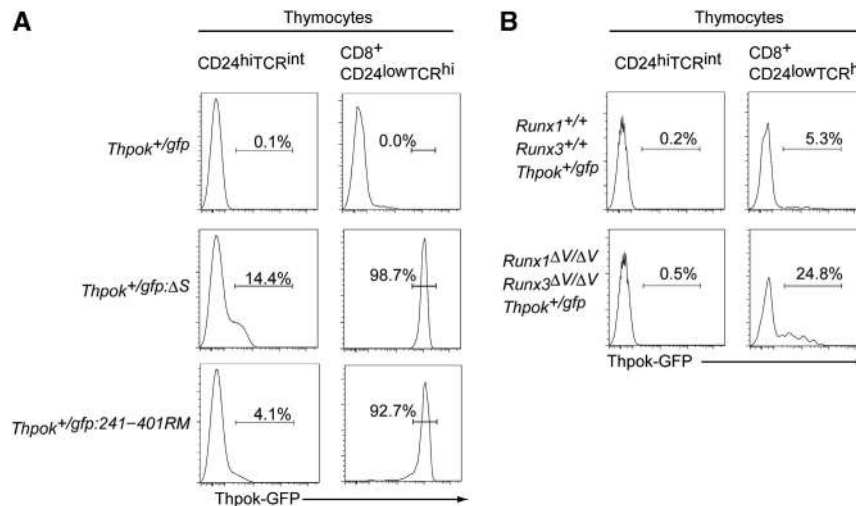 A
Thymocytes
CD24hiTCRint
CD8+
CD24lowTCRhi
Thpok+/gfp
0.1%
0.0%
Thpok+/gfp:ΔS
14.4%
98.7%
Thpok+/gfp:241–401RM
4.1%
92.7%
Thpok-GFP
B
Thymocytes
CD24hiTCRint
CD8+
CD24lowTCRh
Runx1+/+
Runx3+/+
Thpok+/gfp
0.2%
5.3%
Runx1ΔV/ΔV
Runx3ΔV/ΔV
Thpok+/gfp
0.5%
24.8%
Thpok-GFP